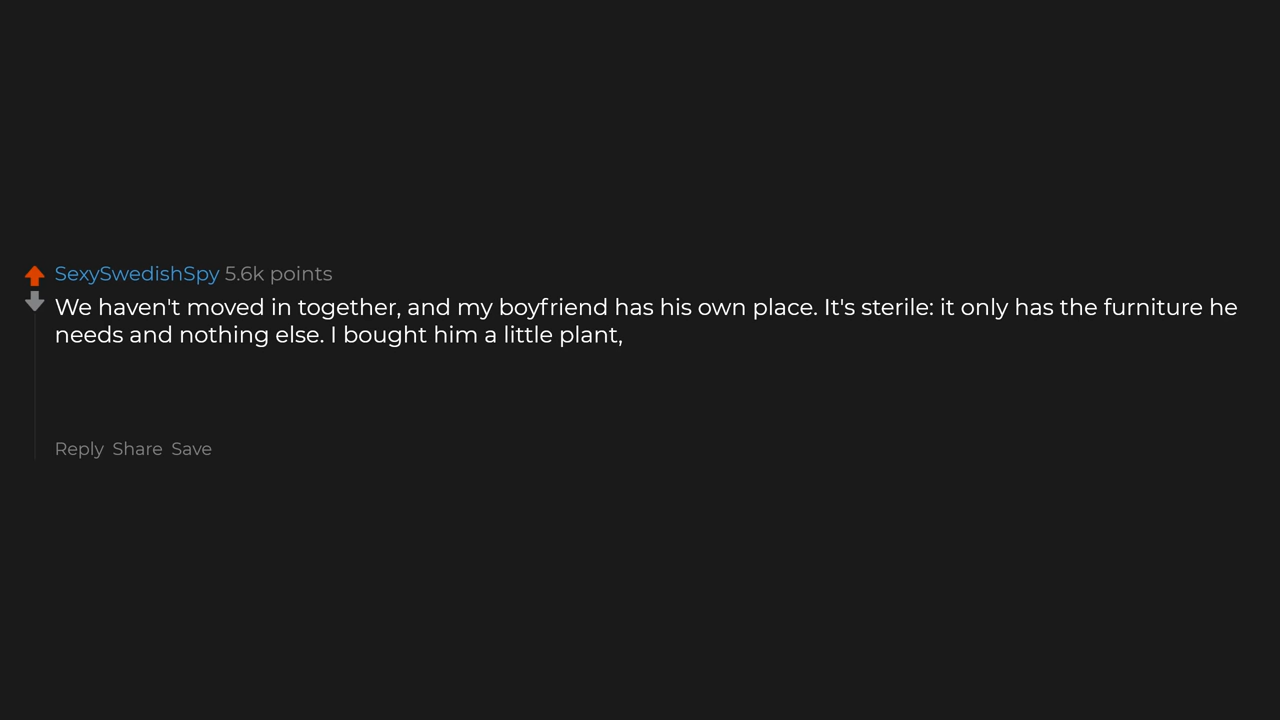 SexySwedishSpy 5.6k points
We haven't moved in together, and my boyfriend has his own place. It's sterile: it only has the furniture he
needs and nothing else. I bought him a little plant,
Reply Share Save